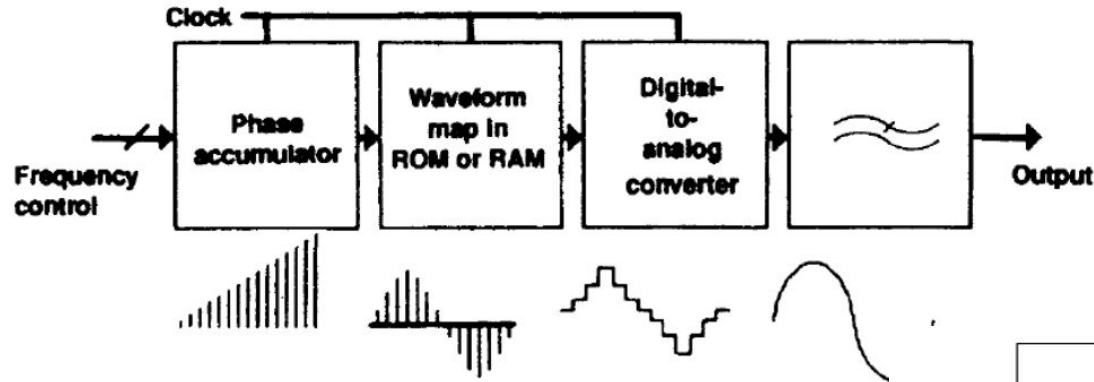 Clock
Phase
accumulator
Waveform
map in
ROM or RAM
Digital-
to-
analog
converter
Frequency
control
Output